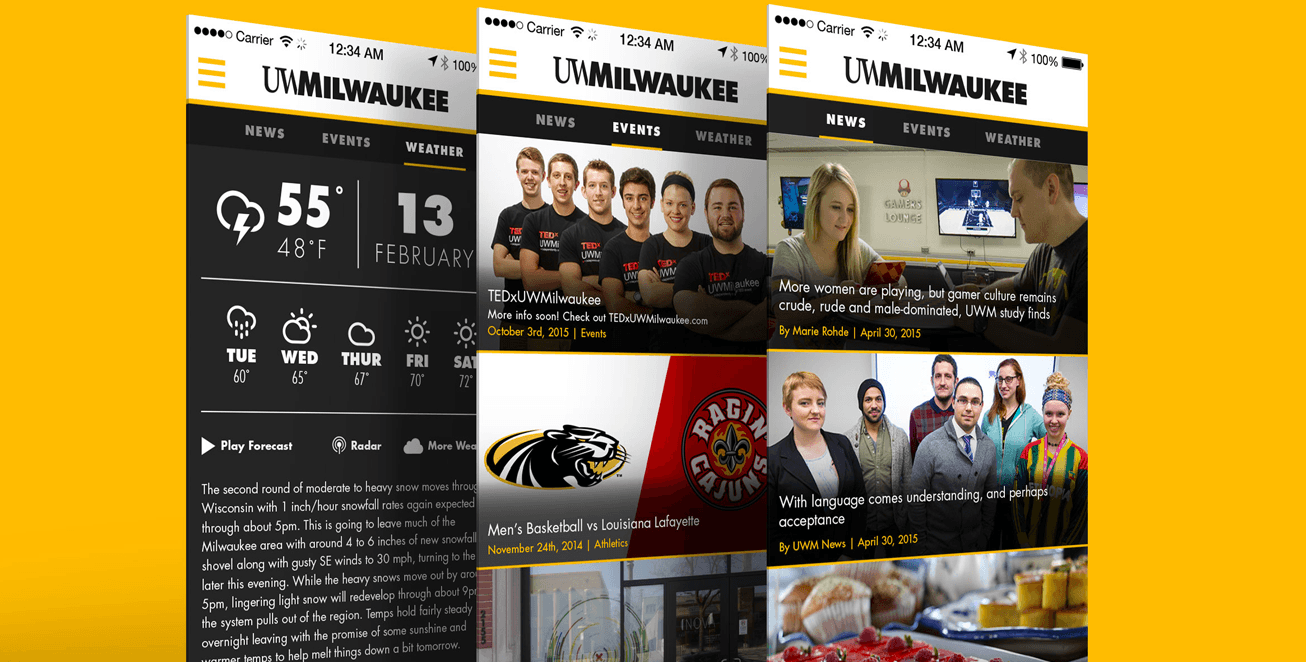 Carrier 12:34 AM 100%
UWMILWAUKEE
NEWS EVENTS WEATHER
55°
48°F
13
FEBRUARY
TUE WED THUR FRI SAT
60° 65° 67° 70° 72°
Play Forecast Radar More
The second round of moderate to heavy snow moves
Wisconsin with 1 inch/hour snowfall rates again expected
through about 5pm. This is going to leave much of the
Milwaukee area with around 4 to 6 inches of new snowfall
shovel along with gusty SE winds to 30 mph, turning to the
later this evening. While the heavy snows move out by
5pm, lingering light snow will redevelop through about
the system pulls out of the region. Temps hold fairly steady
overnight leaving with the promise of some sunshine and
warmer temps to help melt things down a bit tomorrow.
Carrier 12:34 AM 100%
UWMILWAUKEE
NEWS EVENTS WEATHER
TEDx
UWMilwaukee
TEDxUWMilwaukee
More info soon! Check out TEDxUWMilwaukee.com
October 3rd, 2015 | Events
RAGIN
CAJUNS
Men's Basketball vs Louisiana Lafayette
November 24th, 2014 | Athletics
Carrier 12:34 AM 100%
UWMILWAUKEE
NEWS EVENTS WEATHER
GAMERS
LOUNGE
More women are playing, but gamer culture remains
crude, rude and male-dominated, UWM study finds
By Marie Rohde | April 30, 2015
With language comes understanding, and perhaps
acceptance
By UWM News | April 30, 2015